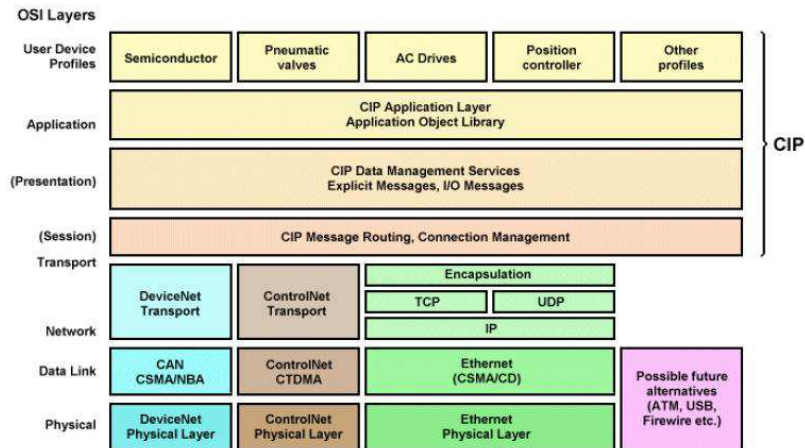 OSI Layers
User Device
Profiles
Semiconductor
Pneumatic
valves
AC Drives
Position
controller
Other
profiles
Application
CIP Application Layer
Application Object Library
CIP
(Presentation)
CIP Data Management Services
Explicit Messages, I/O Messages
(Session)
CIP Message Routing, Connection Management
Transport
DeviceNet
Transport
ControlNet
Transport
Encapsulation
TCP
UDP
Network
IP
Data Link
CAN
CSMA/NBA
ControlNet
CTDMA
Ethernet
(CSMA/CD)
Possible future
alternatives
(ATM, USB,
Firewire etc.)
Physical
DeviceNet
Physical Layer
ControlNet
Physical Layer
Ethernet
Physical Layer